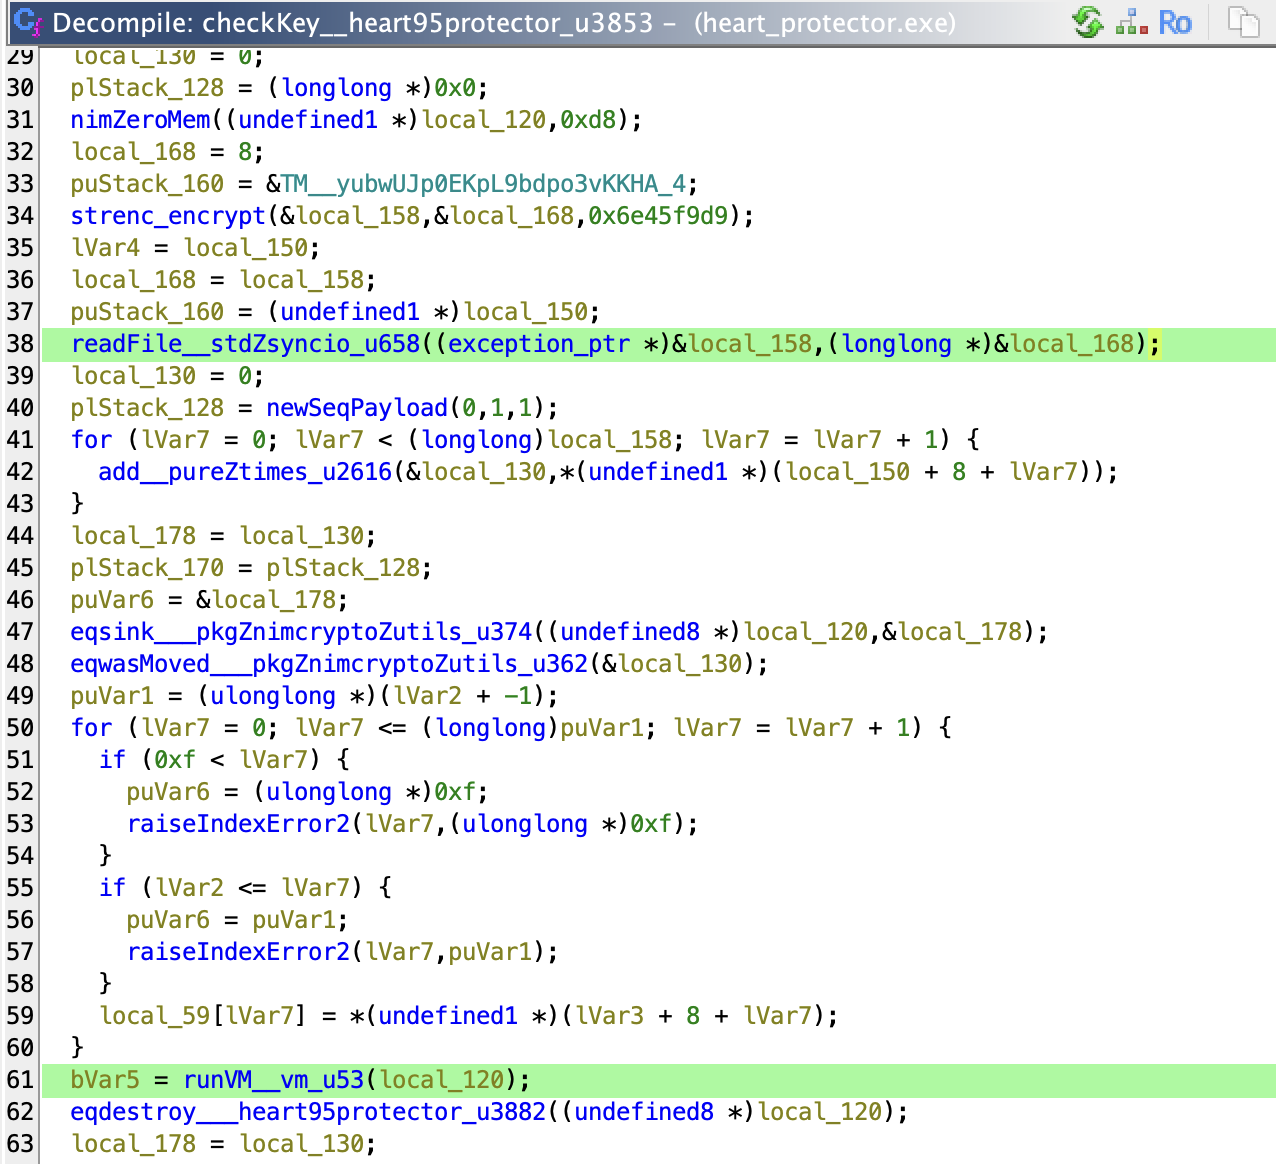 Decompile: checkKey__heart95protector_u3853 – (heart_protector.exe)
Ro
29 local_130 = 0;
30 plStack_128 = (longlong *)0x0;
31 nimZeroMem((undefined1 *)local_120,0xd8);
32 local_168 = 8;
33 puStack_160 = &TM__yubwUJp0EKpL9bdpo3vKKHA_4;
34 strenc_encrypt(&local_158,&local_168,0x6e45f9d9);
35 lVar4 = local_150;
36 local_168 = local_158;
37 puStack_160 = (undefined1 *)local_150;
38 readFile__stdZsyncio_u658((exception_ptr *)&local_158,(longlong *)&local_168);
39 local_130 = 0;
40 plStack_128 = newSeqPayload(0,1,1);
41 for (lVar7 = 0; lVar7 < (longlong)local_158; lVar7 = lVar7 + 1) {
42 add__pureZtimes_u2616(&local_130,*(undefined1 *)(local_150 + 8 + lVar7));
43 }
44 local_178 = local_130;
45 plStack_170 = plStack_128;
46 puVar6 = &local_178;
47 eqsink___pkgZnimcryptoZutils_u374((undefined8 *)local_120,&local_178);
48 eqwasMoved___pkgZnimcryptoZutils_u362(&local_130);
49 puVar1 = (ulonglong *)(lVar2 + -1);
50 for (lVar7 = 0; lVar7 <= (longlong)puVar1; lVar7 = lVar7 + 1) {
51 if (0xf < lVar7) {
52 puVar6 = (ulonglong *)0xf;
53 raiseIndexError2(lVar7,(ulonglong *)0xf);
54 }
55 if (lVar2 <= lVar7) {
56 puVar6 = puVar1;
57 raiseIndexError2(lVar7,puVar1);
58 }
59 local_59[lVar7] = *(undefined1 *)(lVar3 + 8 + lVar7);
60 }
61 bVar5 = runVM__vm_u53(local_120);
62 eqdestroy___heart95protector_u3882((undefined8 *)local_120);
63 local_178 = local_130;